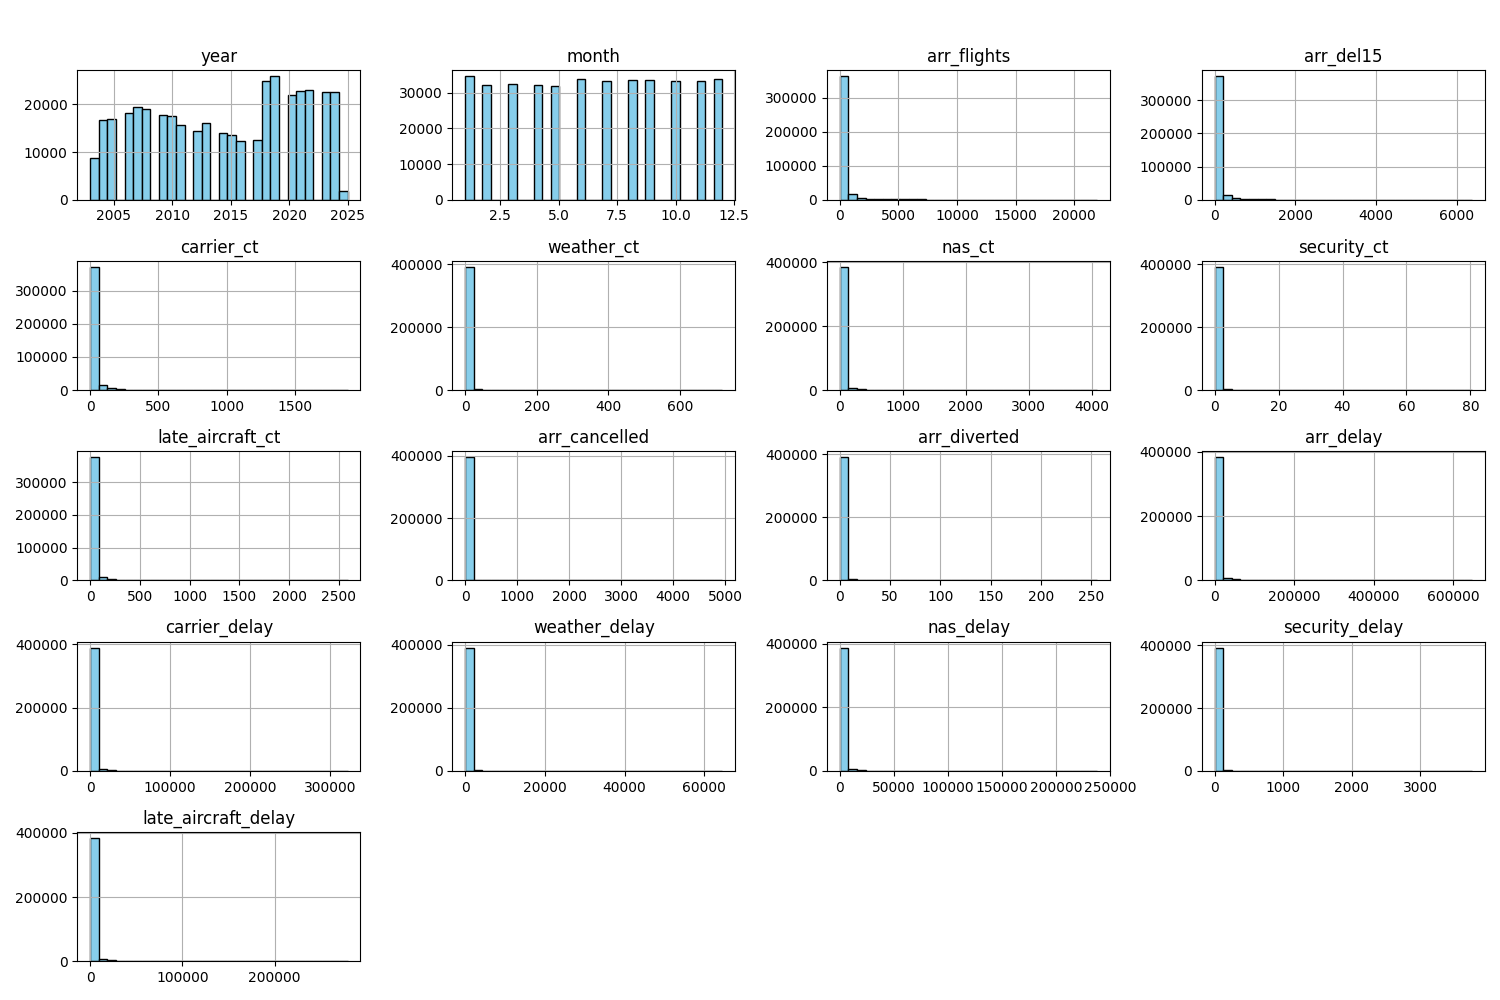 year
month
arr_flights
arr_del15
20000
10000
0
2005 2010 2015 2020 2025
30000
20000
10000
0
2.5 5.0 7.5 10.0 12.5
300000
200000
100000
0
0 5000 10000 15000 20000
300000
200000
100000
0
0 2000 4000 6000
carrier_ct
weather_ct
nas_ct
security_ct
300000
200000
100000
0
0 500 1000 1500
400000
200000
0
0 200 400 600
400000
200000
0
0 1000 2000 3000 4000
400000
200000
0
0 20 40 60 80
late_aircraft_ct
arr_cancelled
arr_diverted
arr_delay
300000
200000
100000
0
0 500 1000 1500 2000 2500
400000
200000
0
0 1000 2000 3000 4000 5000
400000
200000
0
0 50 100 150 200 250
400000
200000
0
0 200000 400000 600000
carrier_delay
weather_delay
nas_delay
security_delay
400000
200000
0
0 100000 200000 300000
400000
200000
0
0 20000 40000 60000
400000
200000
0
0 50000 100000 150000 200000 250000
400000
200000
0
0 1000 2000 3000
late_aircraft_delay
400000
200000
0
0 100000 200000